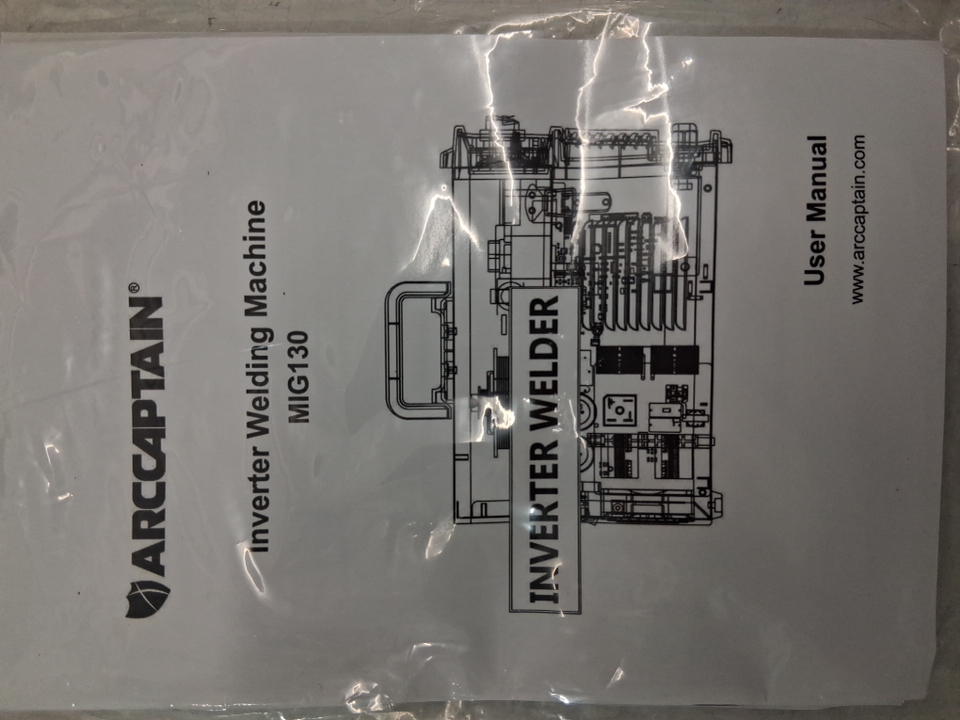 ARCCAPTAIN®
Inverter Welding Machine
MIG130
INVERTER WELDER
User Manual
www.arccaptain.com